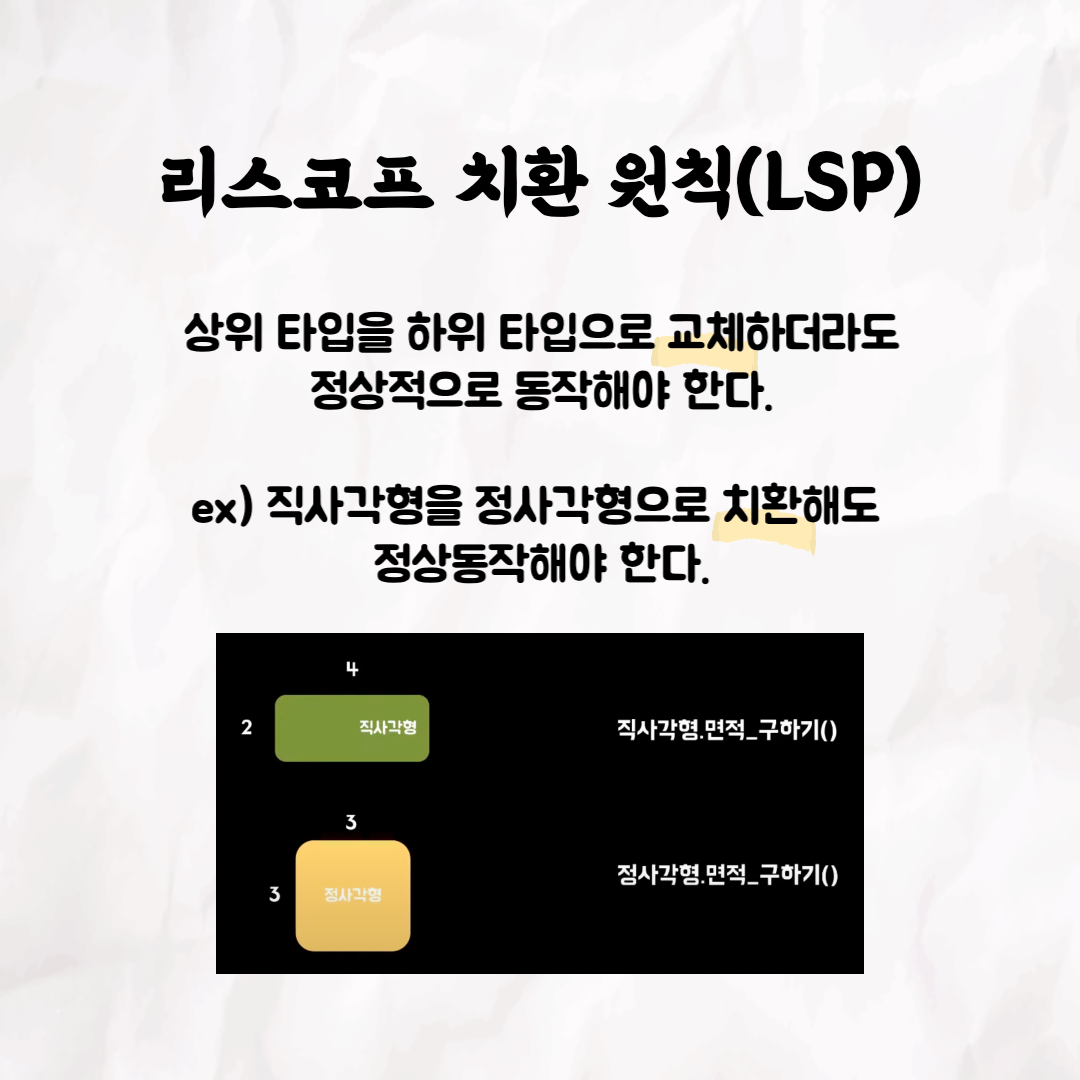 리스코프 치환 원칙(LSP)
상위 타입을 하위 타입으로 교체하더라도
정상적으로 동작해야 한다.
ex) 직사각형을 정사각형으로 치환해도
정상동작해야 한다.
4
2
직사각형
직사각형.면적_구하기()
3
3
정사각형
정사각형.면적_구하기()